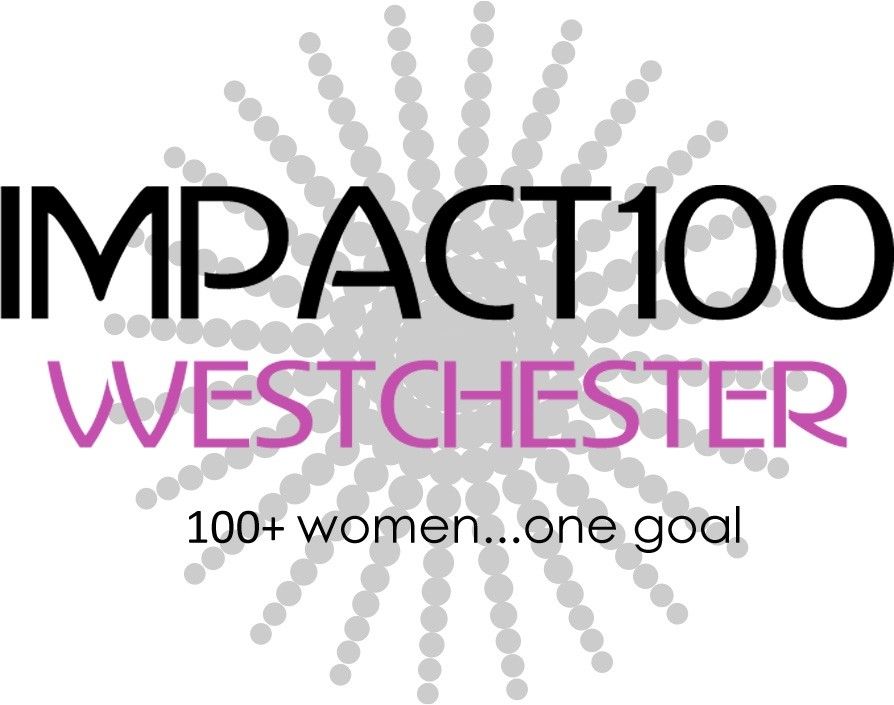 IMPACT100
WESTCHESTER
100+ women...one goal